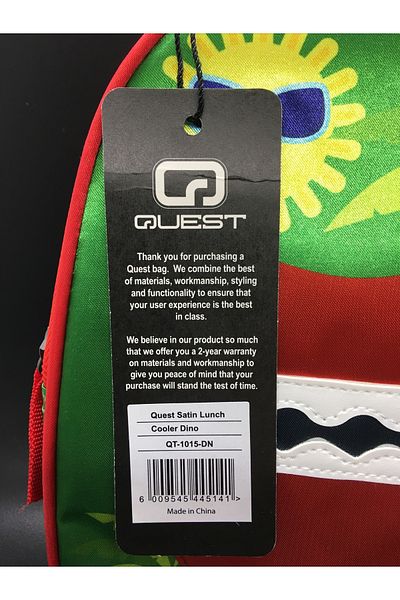 QUEST
Thank you for purchasing a
Quest bag. We combine the best
of materials, workmanship, styling
and functionality to ensure that
your user experience is the best
in class.
We believe in our product so much
that we offer you a 2-year warranty
on materials and workmanship to
give you peace of mind that your
purchase will stand the test of time.
Quest Satin Lunch
Cooler Dino
QT-1015-DN
6 009545 445141 >
Made in China